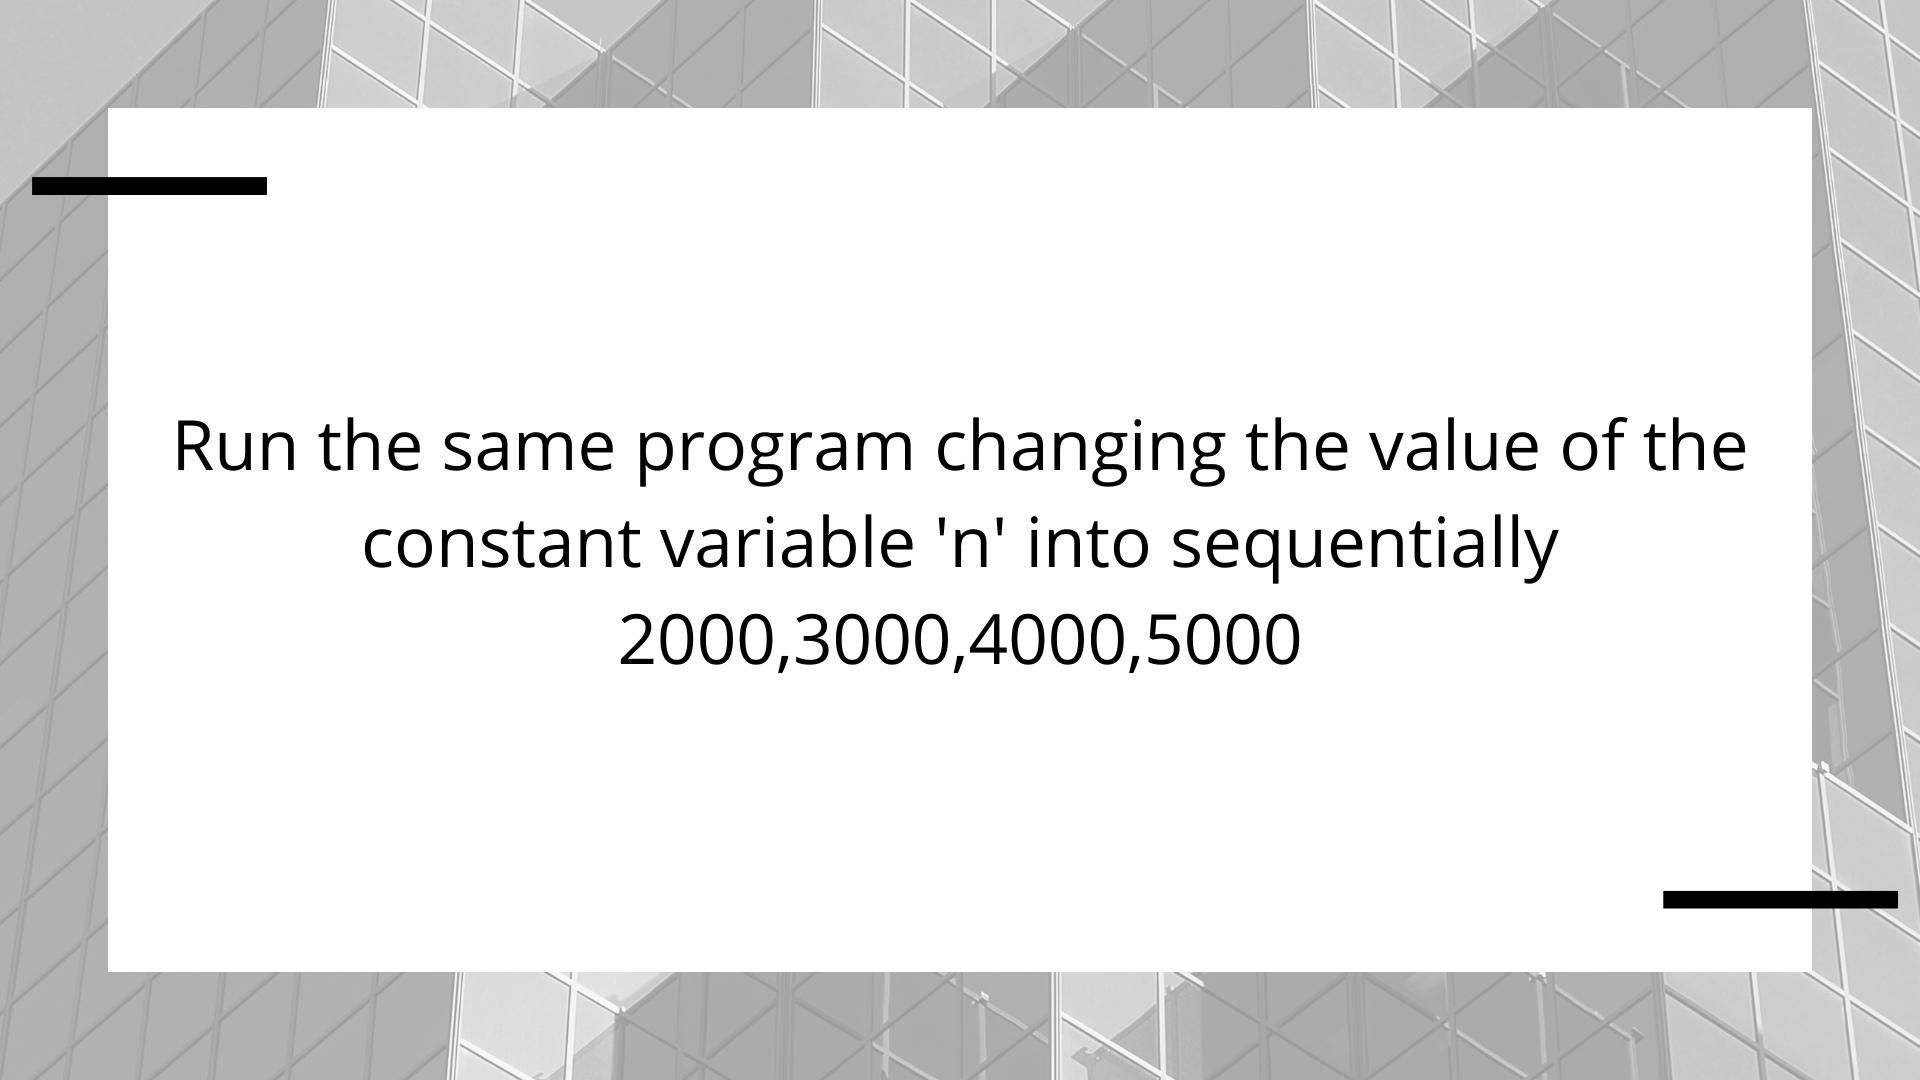 Run the same program changing the value of the
constant variable 'n' into sequentially
2000,3000,4000,5000